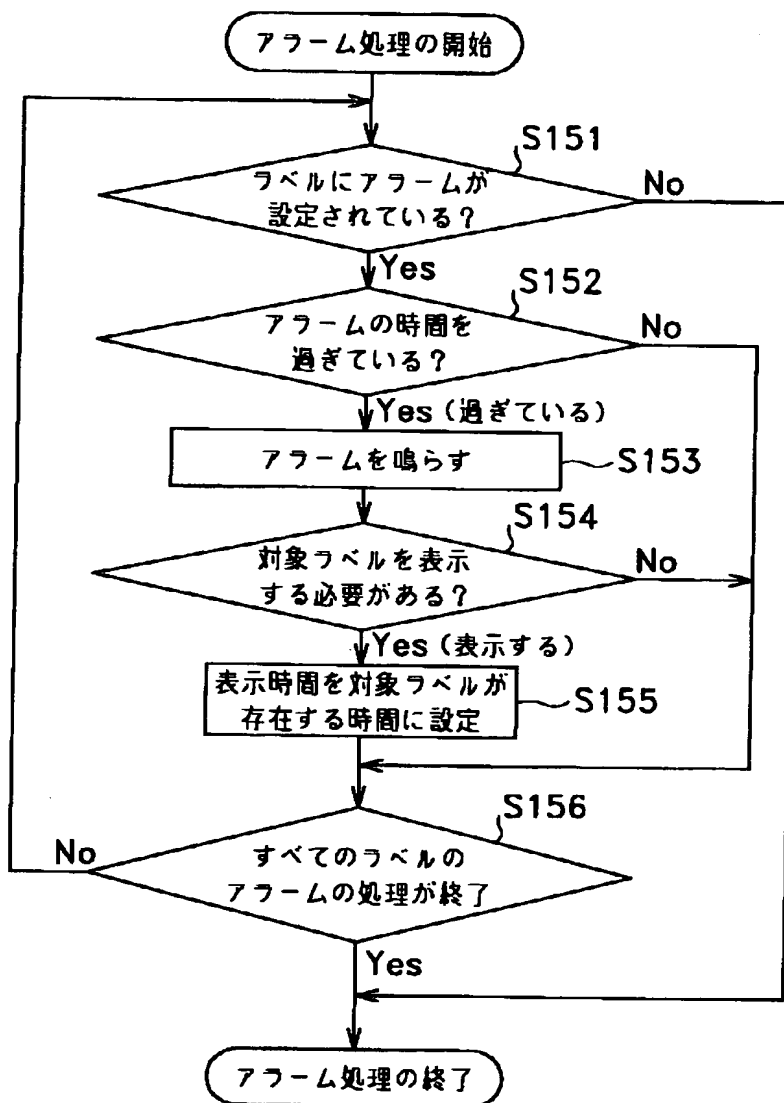 アラーム処理の開始
S151
ラベルにアラームが
設定されている?
No
Yes
S152
アラームの時間を
過ぎている?
No
Yes(過ぎている)
アラームを鳴らす
S153
S154
対象ラベルを表示
する必要がある?
No
Yes(表示する)
表示時間を対象ラベルが
存在する時間に設定
S155
S156
すべてのラベルの
アラームの処理が終了
No
Yes
アラーム処理の終了